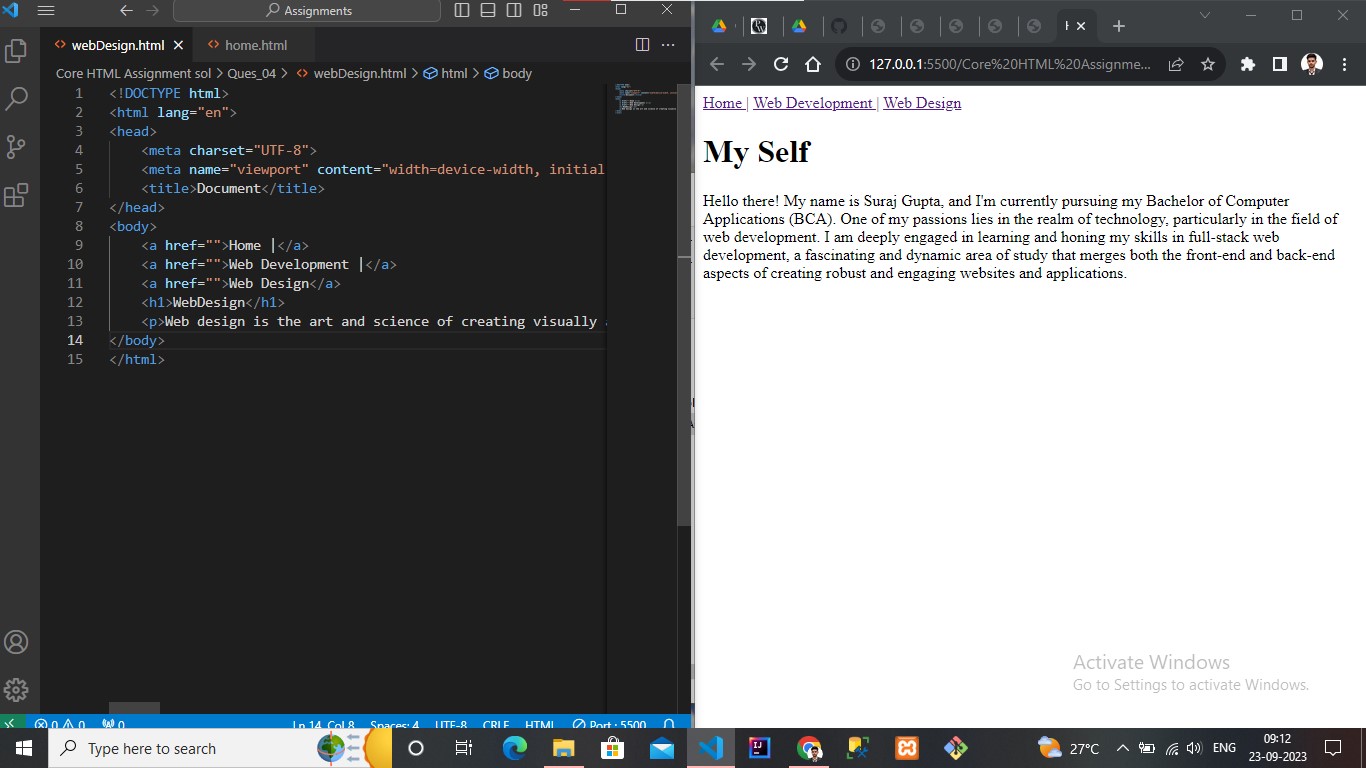 Assignments
webDesign.html
home.html
Core HTML Assignment sol > Ques_04 > webDesign.html > html > body
1 <!DOCTYPE html>
2 <html lang="en">
3 <head>
4 <meta charset="UTF-8">
5 <meta name="viewport" content="width=device-width, initial
6 <title>Document</title>
7 </head>
8 <body>
9 <a href="">Home |</a>
10 <a href="">Web Development |</a>
11 <a href="">Web Design</a>
12 <h1>WebDesign</h1>
13 <p>Web design is the art and science of creating visually
14 </body>
15 </html>
0 0 0 Ln 14, Col 8 Spaces: 4 UTF-8 CRLF HTML Port : 5500
127.0.0.1:5500/Core%20HTML%20Assignme...
Home | Web Development | Web Design
My Self
Hello there! My name is Suraj Gupta, and I'm currently pursuing my Bachelor of Computer
Applications (BCA). One of my passions lies in the realm of technology, particularly in the field of
web development. I am deeply engaged in learning and honing my skills in full-stack web
development, a fascinating and dynamic area of study that merges both the front-end and back-end
aspects of creating robust and engaging websites and applications.
Activate Windows
Go to Settings to activate Windows.
Type here to search
27°C ENG
09:12
23-09-2023